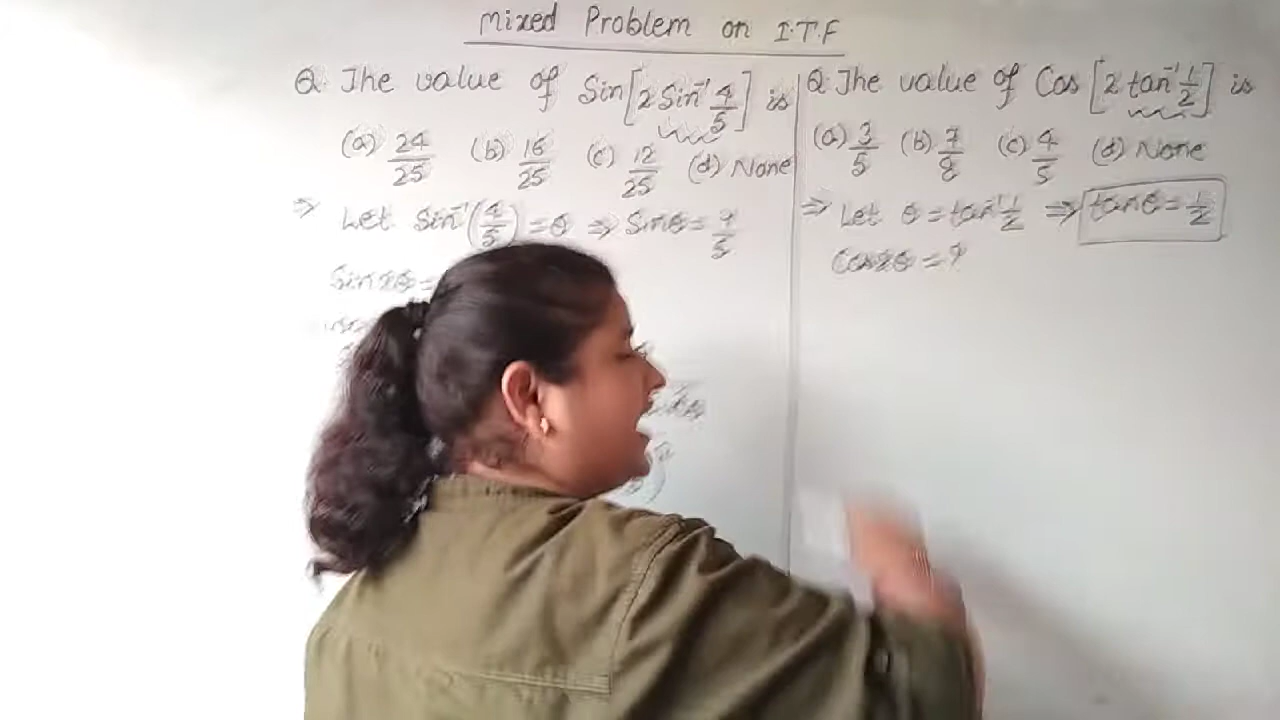 Mixed Problem on I.T.F
Q. The value of Sin[2 Sin⁻¹ 4/5] is
(a) 24/25 (b) 16/25 (c) 12/25 (d) None
⇒ Let Sin⁻¹(4/5) = θ ⇒ Sinθ = 4/5
Sin2θ =
Q. The value of Cos[2 tan⁻¹ 1/2] is
(a) 3/5 (b) 7/8 (c) 4/5 (d) None
⇒ Let θ = tan⁻¹ 1/2 ⇒ tanθ = 1/2
Cos2θ = ?